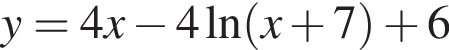 y = 4x − 4 ln(x + 7) + 6